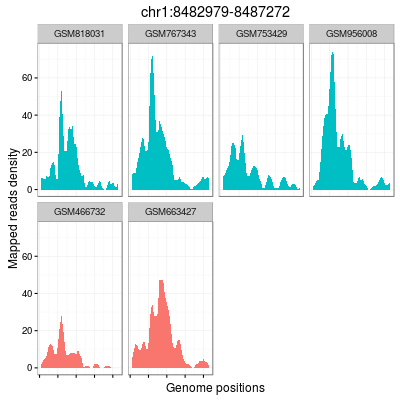 chr1:8482979-8487272
GSM818031 GSM767343 GSM753429 GSM956008
60
40
20
0
GSM466732 GSM663427
60
40
20
0
Mapped reads density
Genome positions